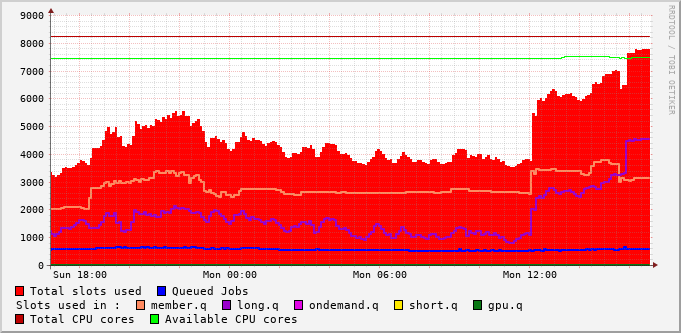 9000
8000
7000
6000
5000
4000
3000
2000
1000
0
Sun 18:00 Mon 00:00 Mon 06:00 Mon 12:00
Total slots used Queued Jobs
Slots used in : member.q long.q ondemand.q short.q gpu.q
Total CPU cores Available CPU cores
RRDTOOL / TOBI OETIKER